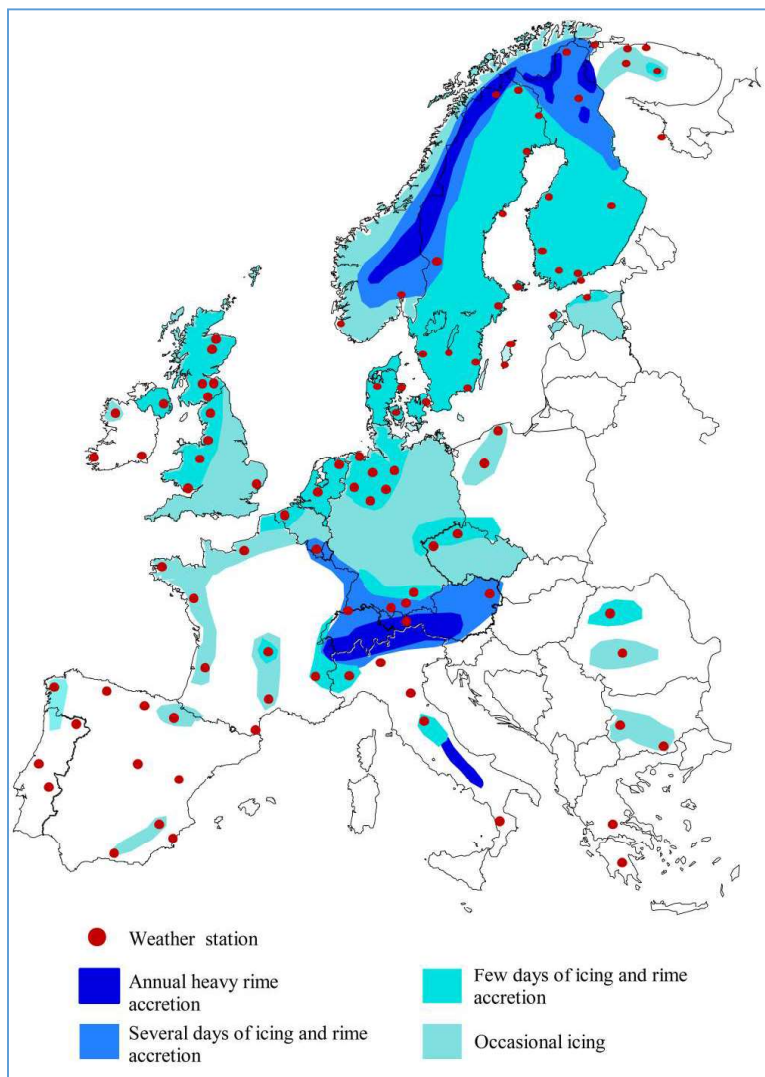 Weather station
Annual heavy rime
accretion
Several days of icing and rime
accretion
Few days of icing and rime
accretion
Occasional icing